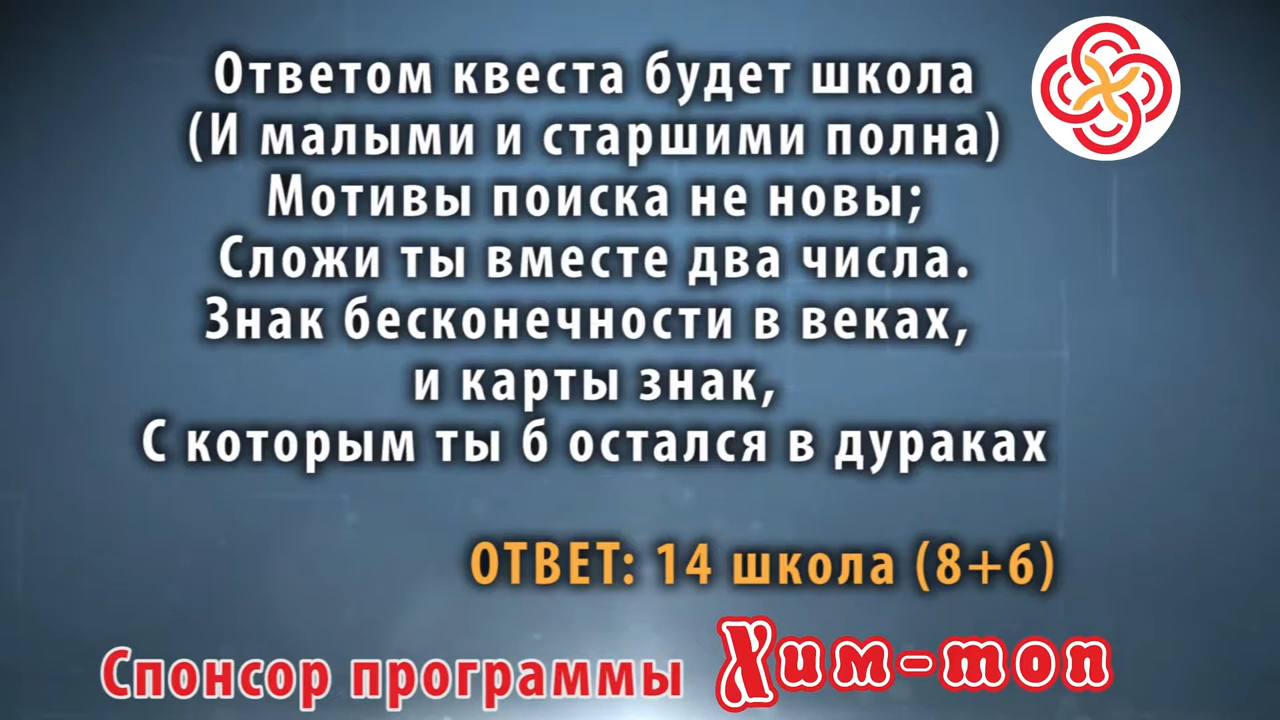 Ответом квеста будет школа
(И малыми и старшими полна)
Мотивы поиска не новы;
Сложи ты вместе два числа.
Знак бесконечности в веках,
и карты знак,
С которым ты б остался в дураках
ОТВЕТ: 14 школа (8+6)
Спонсор программы Хим-топ